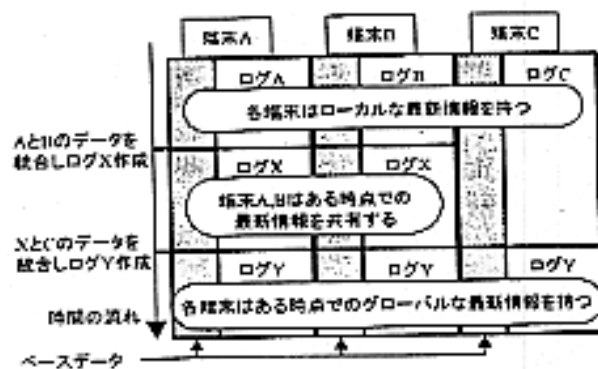 端末A 端末B 端末C
ログA ログB ログC
各端末はローカルな最新情報を持つ
AとBのデータを
統合しログX作成
ログX ログX
端末A,Bはある時点での
最新情報を共有する
XとCのデータを
統合しログY作成
ログY ログY ログY
各端末はある時点でのグローバルな最新情報を持つ
時間の流れ
ベースデータ